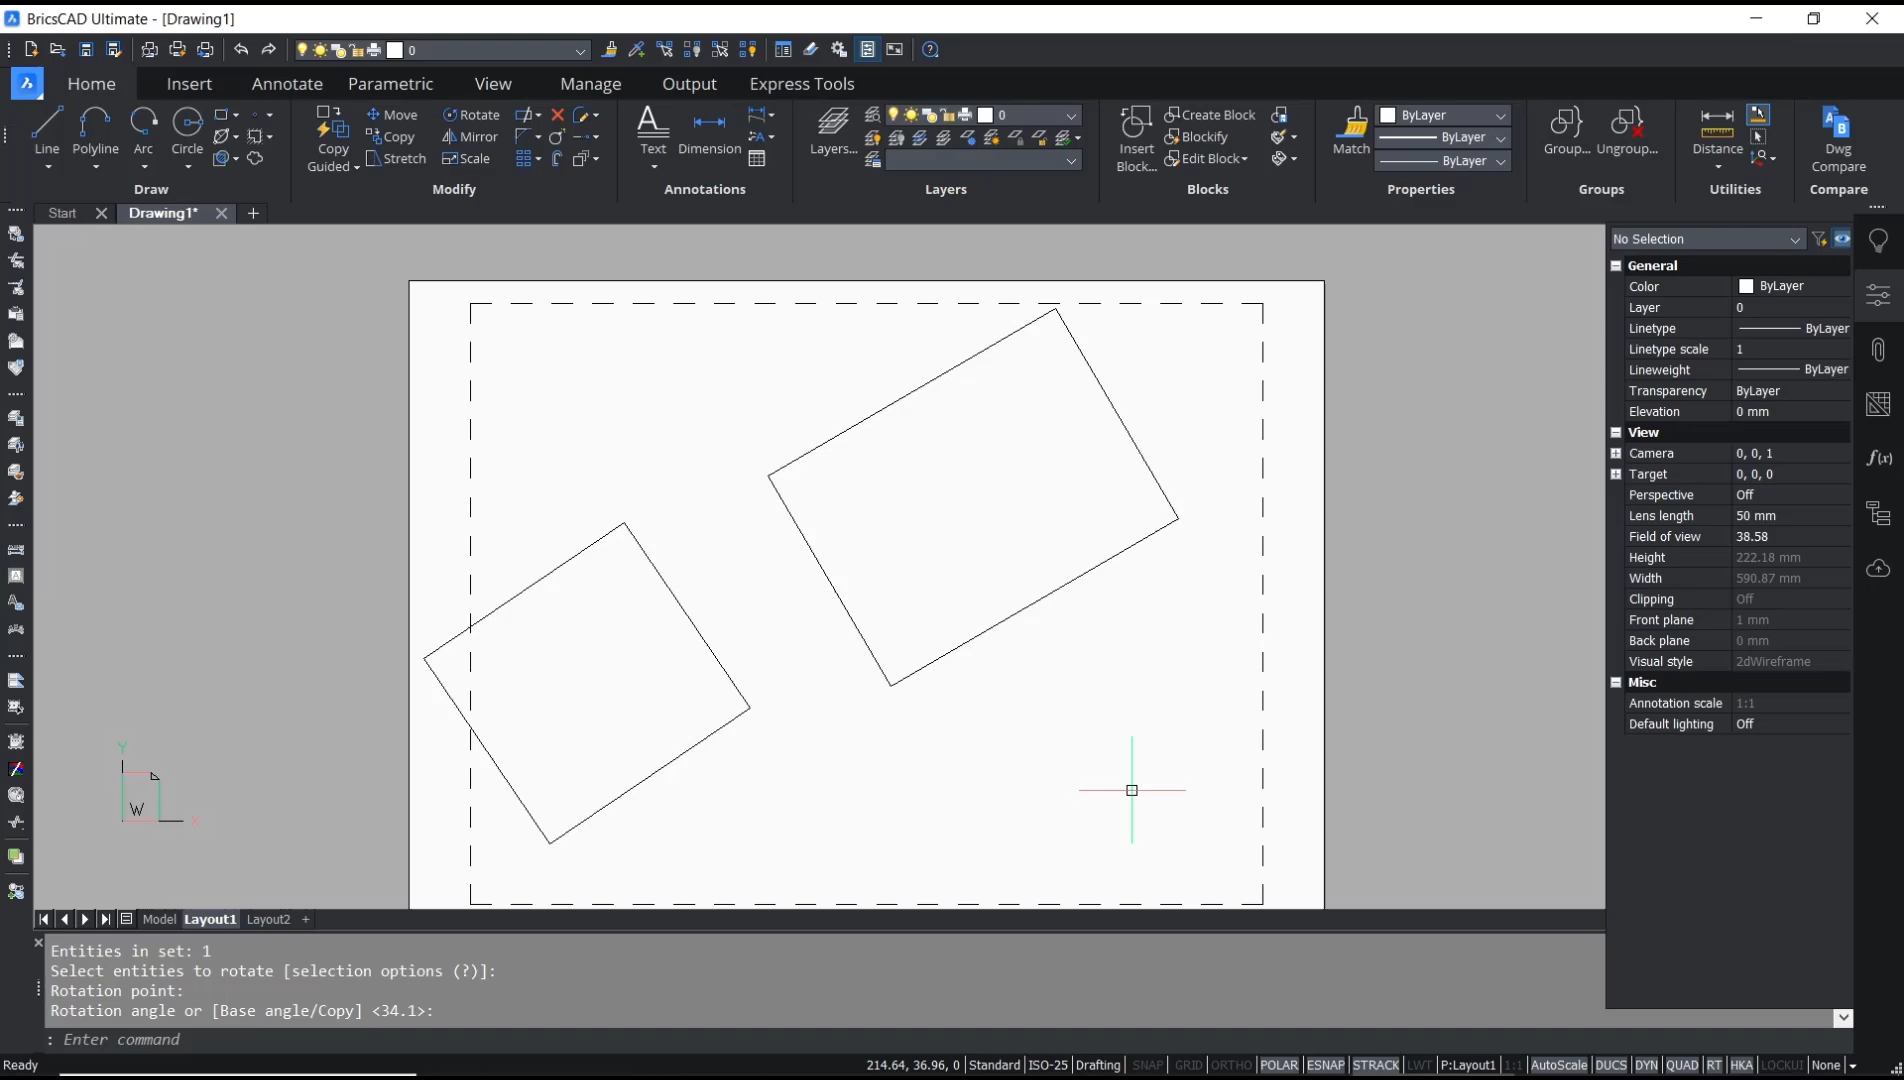 BricsCAD Ultimate - [Drawing1]
0
Home Insert Annotate Parametric View Manage Output Express Tools
Line Polyline Arc Circle
Draw
Copy Guided
Move Rotate
Copy Mirror
Stretch Scale
Modify
Text Dimension
Annotations
Layers...
0
Layers
Insert Block...
Create Block
Blockify
Edit Block
Blocks
Match
ByLayer
ByLayer
ByLayer
Properties
Group... Ungroup...
Groups
Distance
Utilities
Dwg Compare
Compare
Start Drawing1*
No Selection
General
Color ByLayer
Layer 0
Linetype ByLayer
Linetype scale 1
Lineweight ByLayer
Transparency ByLayer
Elevation 0 mm
View
Camera 0, 0, 1
Target 0, 0, 0
Perspective Off
Lens length 50 mm
Field of view 38.58
Height 222.18 mm
Width 590.87 mm
Clipping Off
Front plane 1 mm
Back plane 0 mm
Visual style 2dWireframe
Misc
Annotation scale 1:1
Default lighting Off
f(x)
Y
W X
Model Layout1 Layout2 +
Entities in set: 1
Select entities to rotate [selection options (?)]:
Rotation point:
Rotation angle or [Base angle/Copy] <34.1>:
: Enter command
Ready 214.64, 36.96, 0 Standard ISO-25 Drafting SNAP GRID ORTHO POLAR ESNAP STRACK LWT P:Layout1 1:1 AutoScale DUCS DYN QUAD RT HKA LOCKUI None